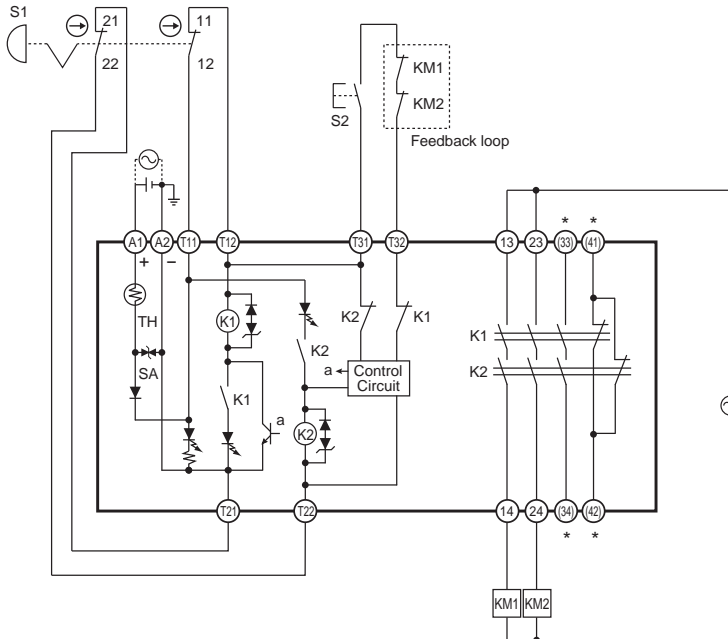 S1
21
22
11
12
S2
KM1
KM2
Feedback loop
A1
A2
T11
T12
T31
T32
13
23
*
(33)
*
(41)
+
−
TH
SA
K1
K1
K2
K2
K2
K1
a
Control
Circuit
a
K1
K2
T21
T22
14
24
(34)
*
(42)
*
KM1
KM2